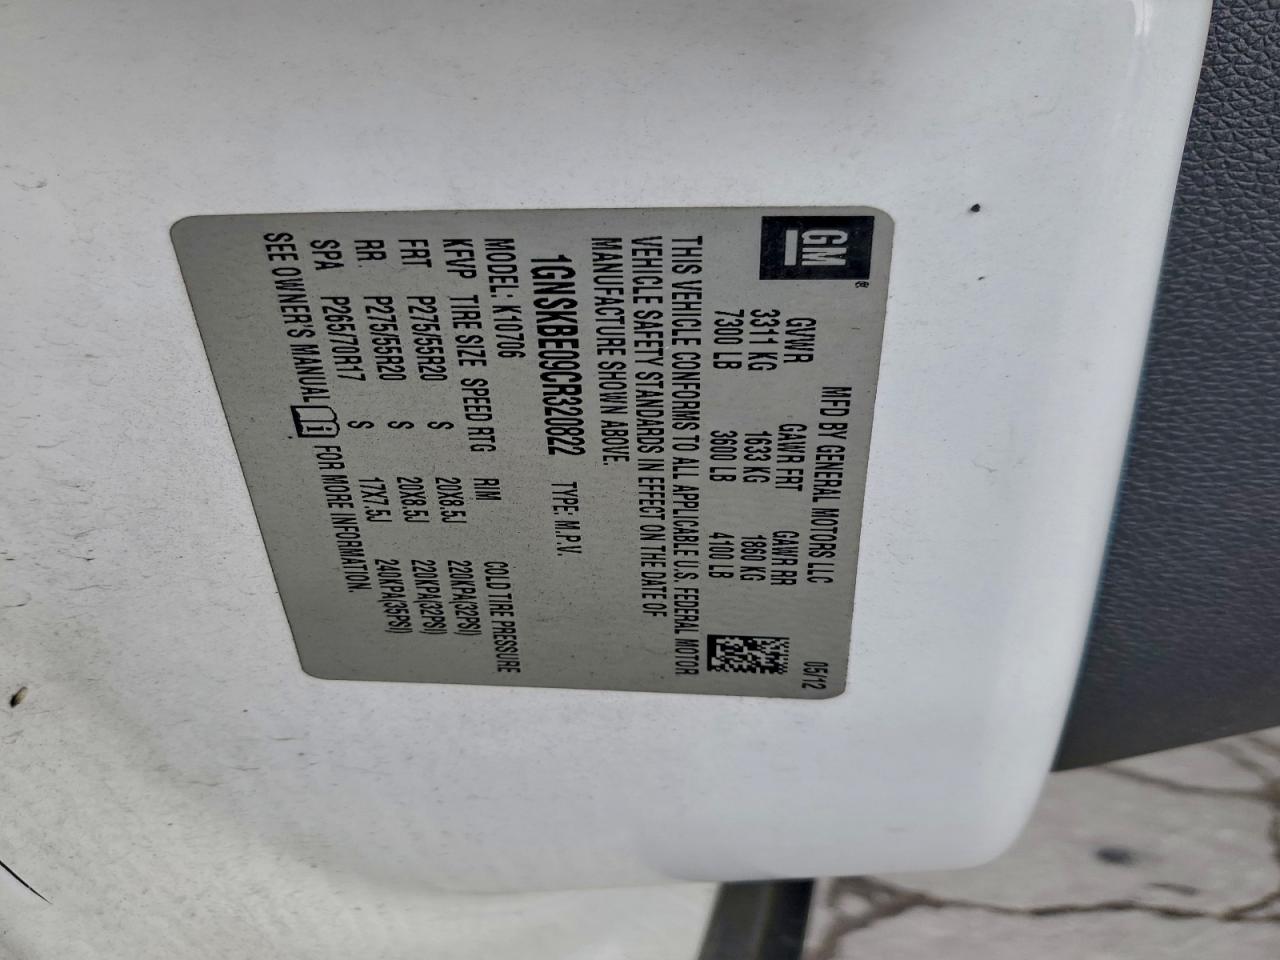 GM®
MFD BY GENERAL MOTORS LLC 05/12
GVWR GAWR FRT GAWR RR
3311 KG 1633 KG 1860 KG
7300 LB 3600 LB 4100 LB
THIS VEHICLE CONFORMS TO ALL APPLICABLE U.S. FEDERAL MOTOR
VEHICLE SAFETY STANDARDS IN EFFECT ON THE DATE OF
MANUFACTURE SHOWN ABOVE.
1GNSKBE09CR320822 TYPE: M.P.V.
MODEL: K10706
KFVP TIRE SIZE SPEED RTG RIM COLD TIRE PRESSURE
FRT P275/55R20 S 20X8.5J 220KPA(32PSI)
RR. P275/55R20 S 20X8.5J 220KPA(32PSI)
SPA P265/70R17 S 17X7.5J 240KPA(35PSI)
SEE OWNER'S MANUAL i FOR MORE INFORMATION.